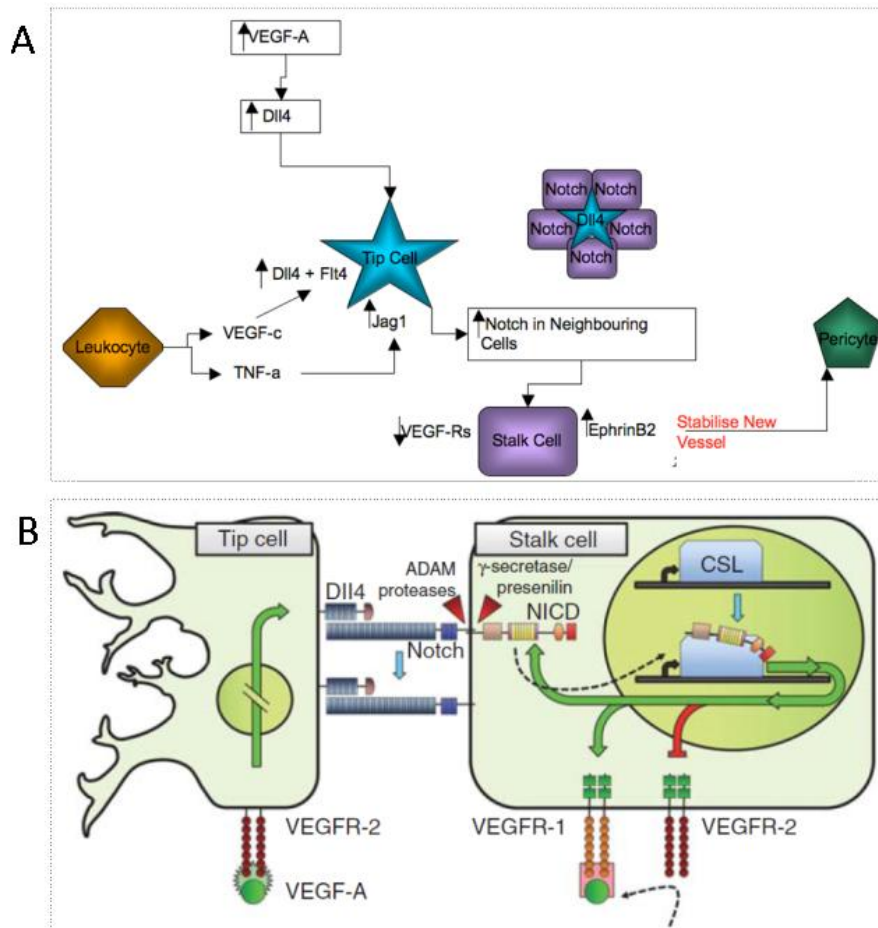 A
VEGF-A
Dll4
Notch Notch
Dll4
Notch Notch
Notch
Tip Cell
Dll4 + Flt4
Jag1
Leukocyte
VEGF-c
TNF-a
Notch in Neighbouring
Cells
Pericyte
VEGF-Rs
Stalk Cell
EphrinB2
Stabilise New
Vessel
;
B
Tip cell
Stalk cell
Dll4
ADAM
proteases
γ-secretase/
presenilin
NICD
CSL
Notch
VEGFR-2
VEGF-A
VEGFR-1
VEGFR-2